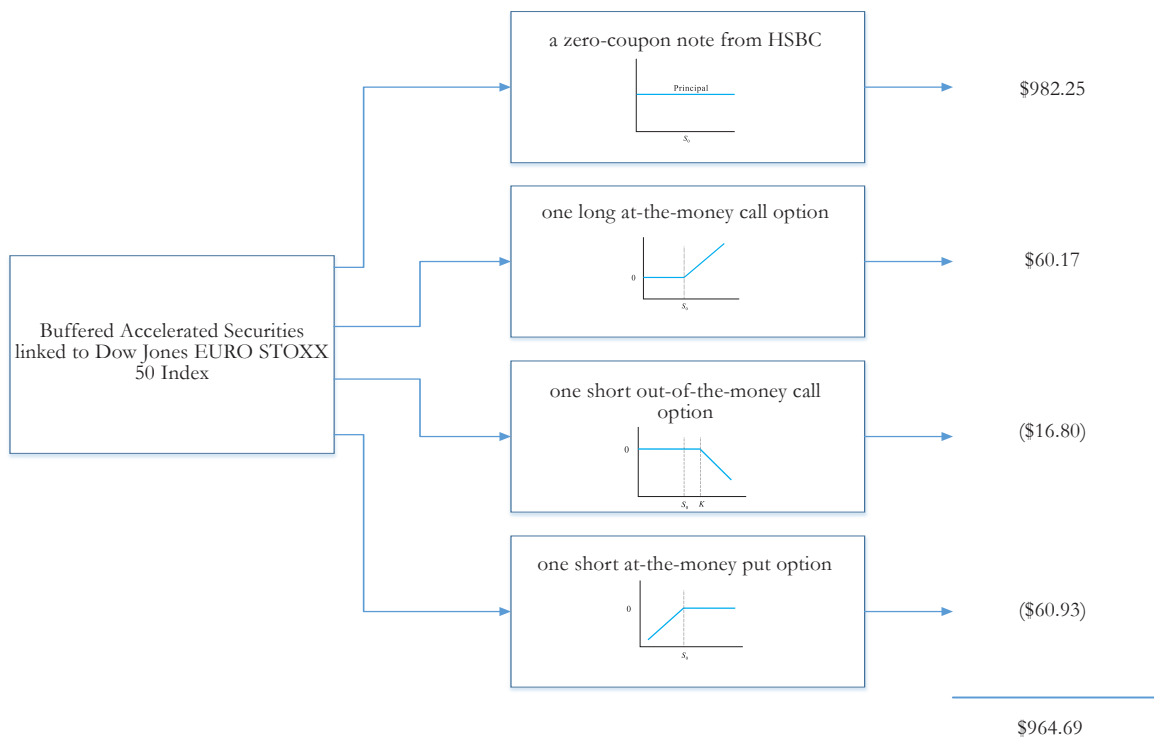 a zero-coupon note from HSBC
Principal
S₀
$982.25
one long at-the-money call option
0
S₀
$60.17
Buffered Accelerated Securities
linked to Dow Jones EURO STOXX
50 Index
one short out-of-the-money call
option
0
S₀ K
($16.80)
one short at-the-money put option
0
S₀
($60.93)
$964.69